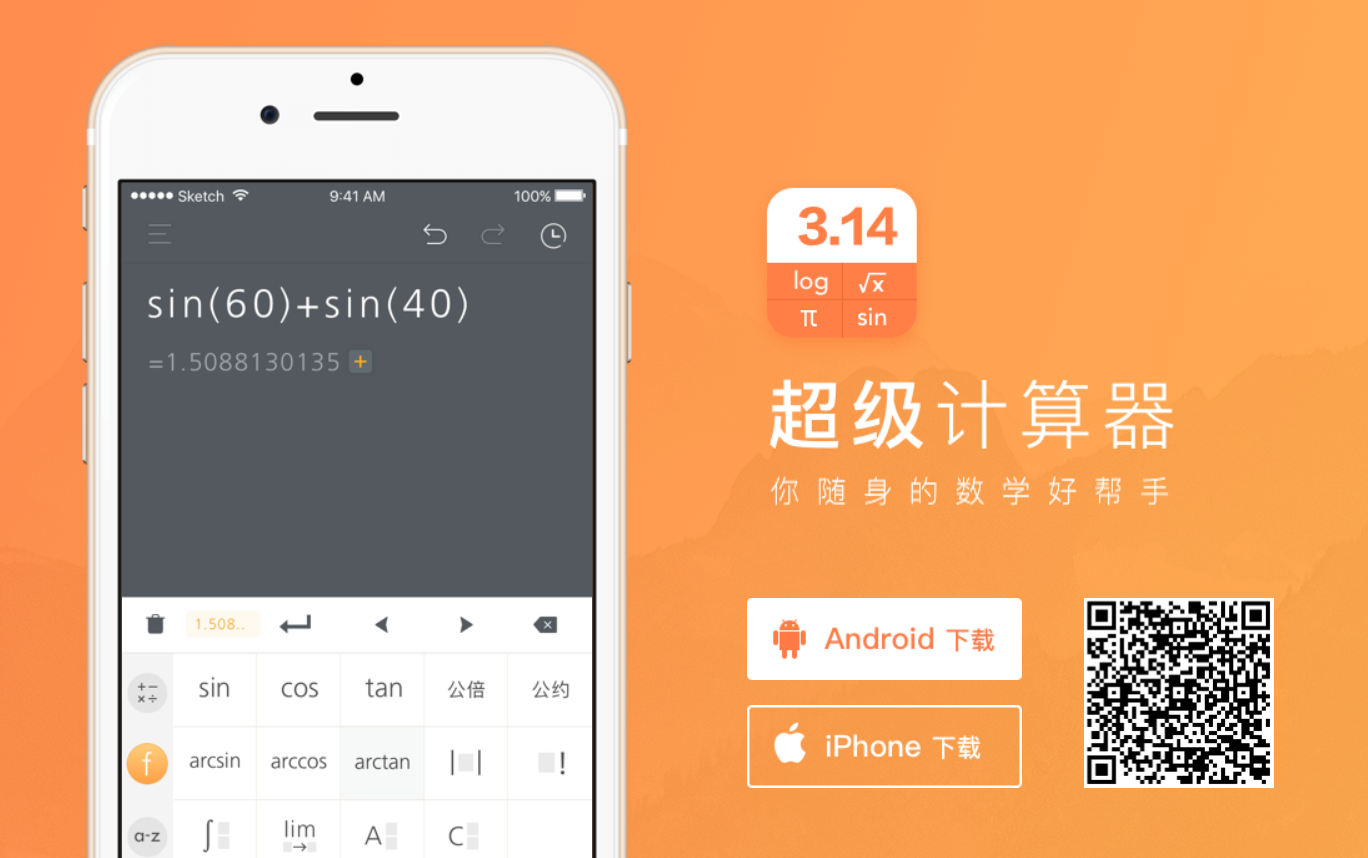 ●●●●● Sketch 9:41 AM 100%
sin(60)+sin(40)
=1.5088130135 +
1.508..
+−
×÷
sin cos tan 公倍 公约
f
arcsin arccos arctan | | !
a-z
∫ lim → A C
3.14
log √x
π sin
超级计算器
你随身的数学好帮手
Android 下载
iPhone 下载